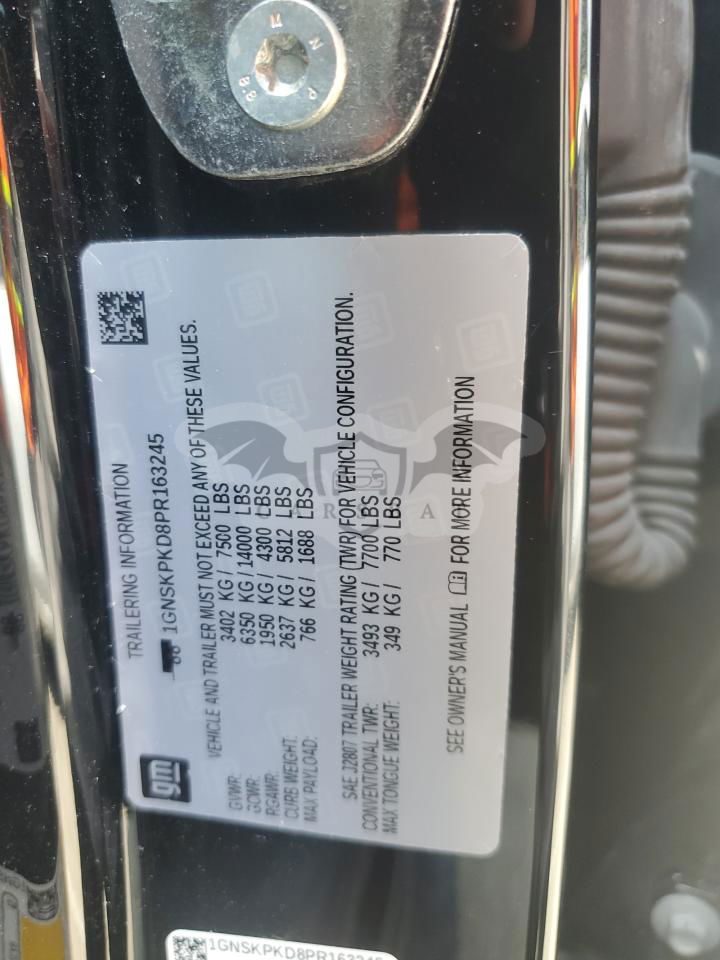 M N P 8.8
TRAILERING INFORMATION
1GNSKPKD8PR163245
VEHICLE AND TRAILER MUST NOT EXCEED ANY OF THESE VALUES.
GVWR: 3402 KG/ 7500 LBS
GCWR: 6350 KG/14000 LBS
RGAWR: 1950 KG/ 4300 LBS
CURB WEIGHT: 2637 KG/ 5812 LBS
MAX PAYLOAD: 766 KG/ 1688 LBS
SAE J2807 TRAILER WEIGHT RATING (TWR) FOR VEHICLE CONFIGURATION.
CONVENTIONAL TWR: 3493 KG/ 7700 LBS
MAX TONGUE WEIGHT: 349 KG/ 770 LBS
SEE OWNER'S MANUAL FOR MORE INFORMATION
gm
1GNSKPKD8PR163245